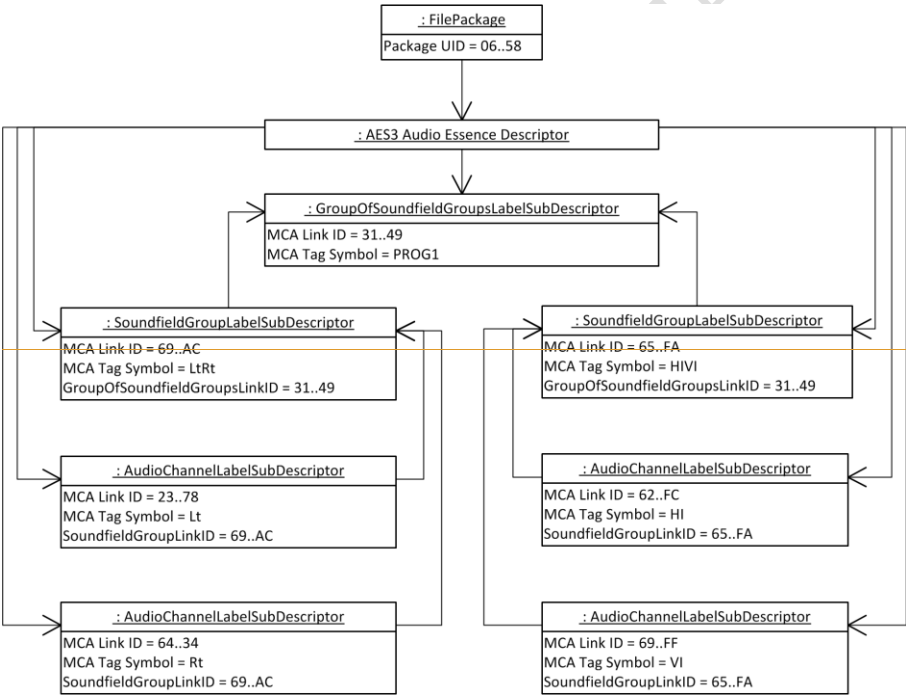 : FilePackage
Package UID = 06..58
: AES3 Audio Essence Descriptor
: GroupOfSoundfieldGroupsLabelSubDescriptor
MCA Link ID = 31..49
MCA Tag Symbol = PROG1
: SoundfieldGroupLabelSubDescriptor
MCA Link ID = 69..AC
MCA Tag Symbol = LtRt
GroupOfSoundfieldGroupsLinkID = 31..49
: SoundfieldGroupLabelSubDescriptor
MCA Link ID = 65..FA
MCA Tag Symbol = HIVI
GroupOfSoundfieldGroupsLinkID = 31..49
: AudioChannelLabelSubDescriptor
MCA Link ID = 23..78
MCA Tag Symbol = Lt
SoundfieldGroupLinkID = 69..AC
: AudioChannelLabelSubDescriptor
MCA Link ID = 62..FC
MCA Tag Symbol = HI
SoundfieldGroupLinkID = 65..FA
: AudioChannelLabelSubDescriptor
MCA Link ID = 64..34
MCA Tag Symbol = Rt
SoundfieldGroupLinkID = 69..AC
: AudioChannelLabelSubDescriptor
MCA Link ID = 69..FF
MCA Tag Symbol = VI
SoundfieldGroupLinkID = 65..FA